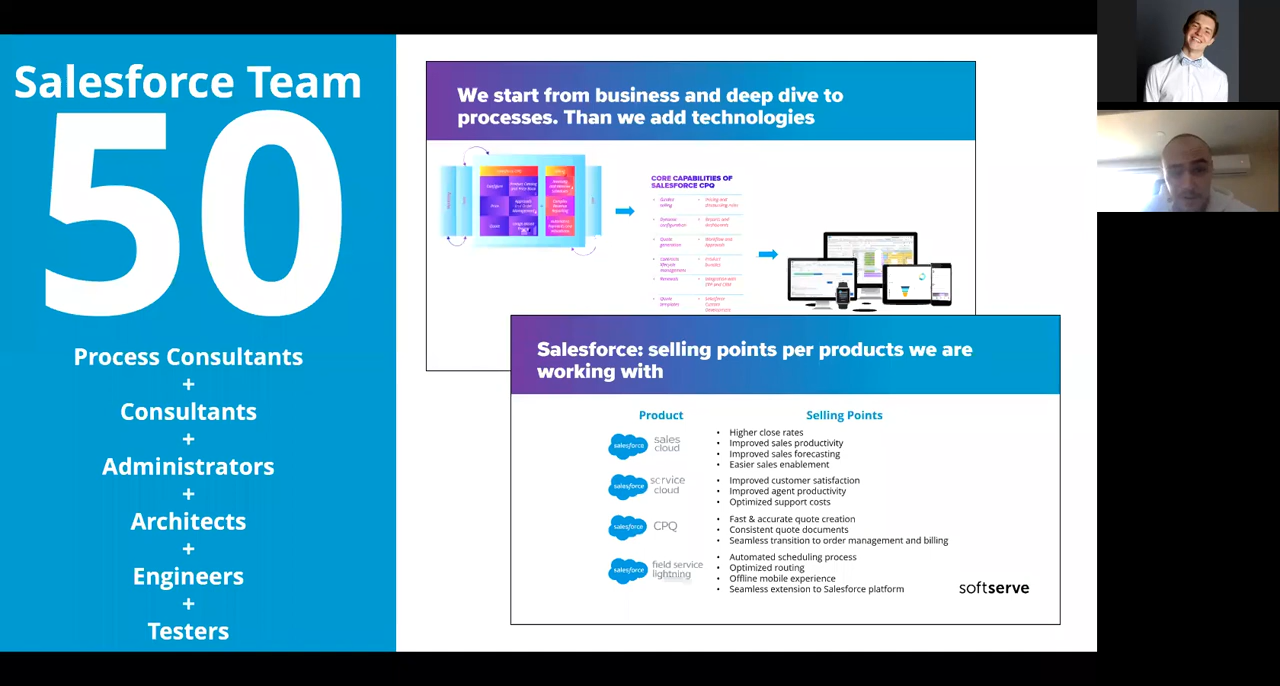 Salesforce Team
50
Process Consultants
+
Consultants
+
Administrators
+
Architects
+
Engineers
+
Testers
We start from business and deep dive to
processes. Than we add technologies
CORE CAPABILITIES OF
SALESFORCE CPQ
Salesforce: selling points per products we are
working with
Product
Selling Points
salesforce
sales
cloud
• Higher close rates
• Improved sales productivity
• Improved sales forecasting
• Easier sales enablement
salesforce
service
cloud
• Improved customer satisfaction
• Improved agent productivity
• Optimized support costs
salesforce
CPQ
• Fast & accurate quote creation
• Consistent quote documents
• Seamless transition to order management and billing
salesforce
field service
lightning
• Automated scheduling process
• Optimized routing
• Offline mobile experience
• Seamless extension to Salesforce platform
softserve